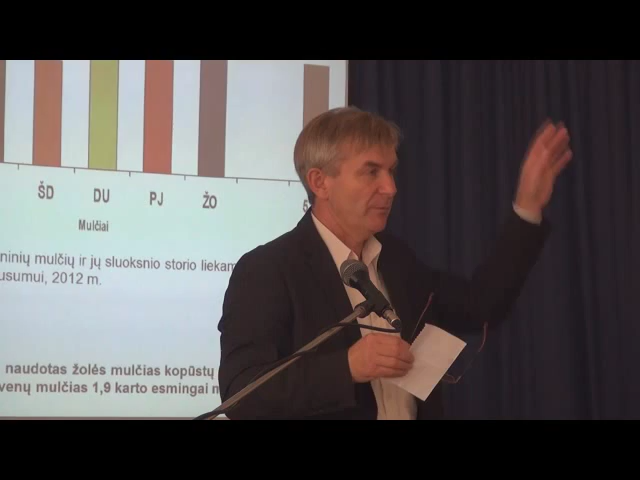 ŠD DU PJ ŽO 5
Mulčiai
ninių mulčių ir jų sluoksnio storio liekam
usumui, 2012 m.
naudotas žolės mulčias kopūstų
venų mulčias 1,9 karto esmingai